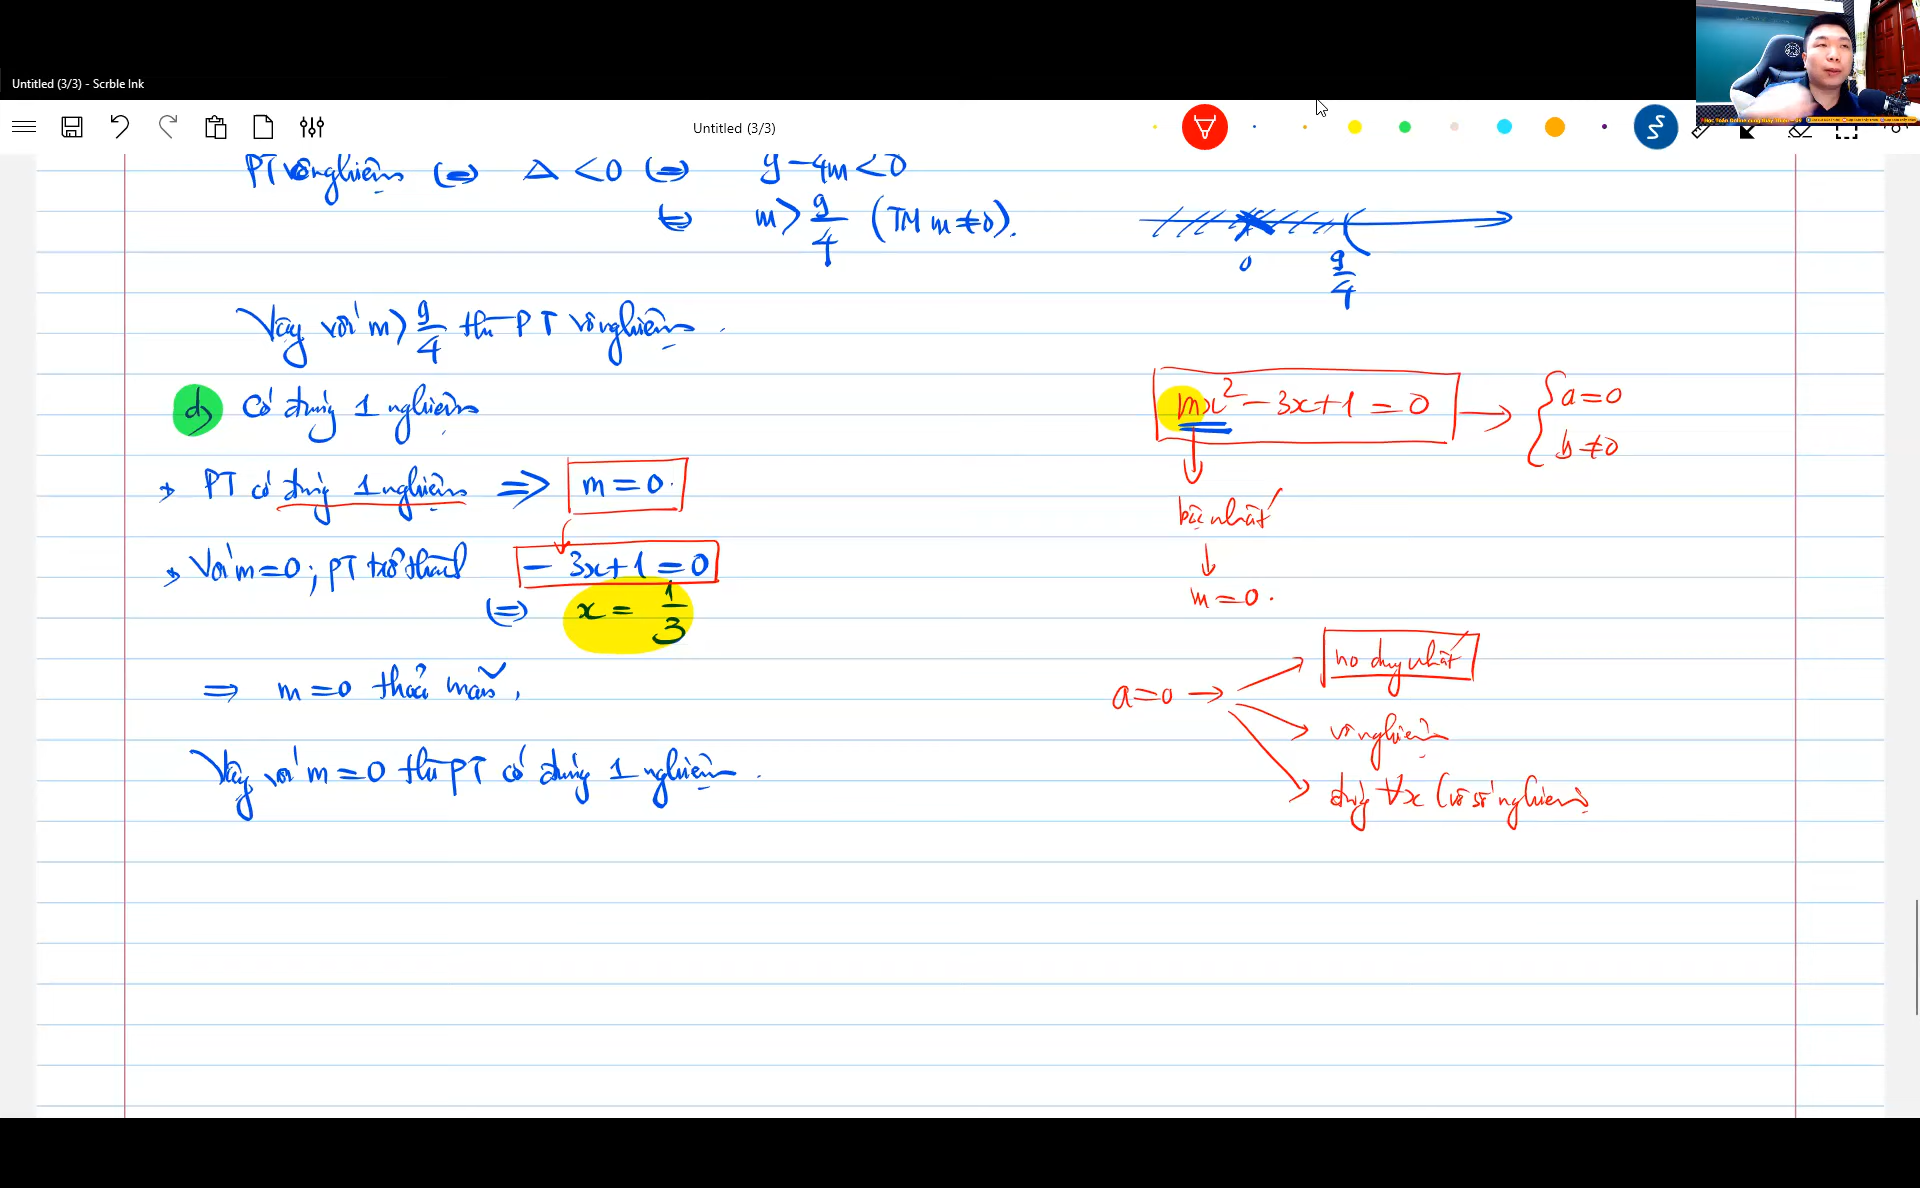 Untitled (3/3) - Scrble Ink
Untitled (3/3)
PT vô nghiệm ⇔ Δ < 0 ⇔ 9 - 4m < 0
⇔ m > 9/4 (TM m ≠ 0).
0 9/4
Vậy với m > 9/4 thì PT vô nghiệm.
d) Có đúng 1 nghiệm
PT có đúng 1 nghiệm ⇒ m = 0.
Với m = 0; PT trở thành - 3x + 1 = 0
⇔ x = 1/3
⇒ m = 0 thoả mãn.
Vậy với m = 0 thì PT có đúng 1 nghiệm.
mx² - 3x + 1 = 0 → { a = 0
b ≠ 0
bậc nhất
↓
m = 0.
a = 0 → no duy nhất
vô nghiệm
đúng ∀x (vô số nghiệm)